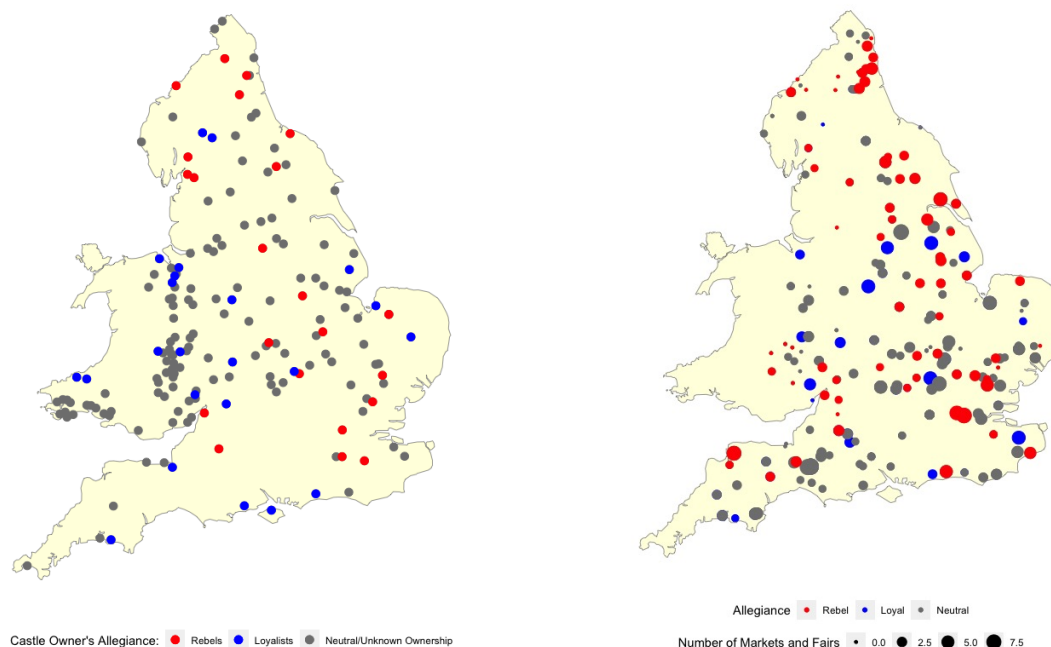 Castle Owner's Allegiance: Rebels Loyalists Neutral/Unknown Ownership
Allegiance Rebel Loyal Neutral
Number of Markets and Fairs 0.0 2.5 5.0 7.5